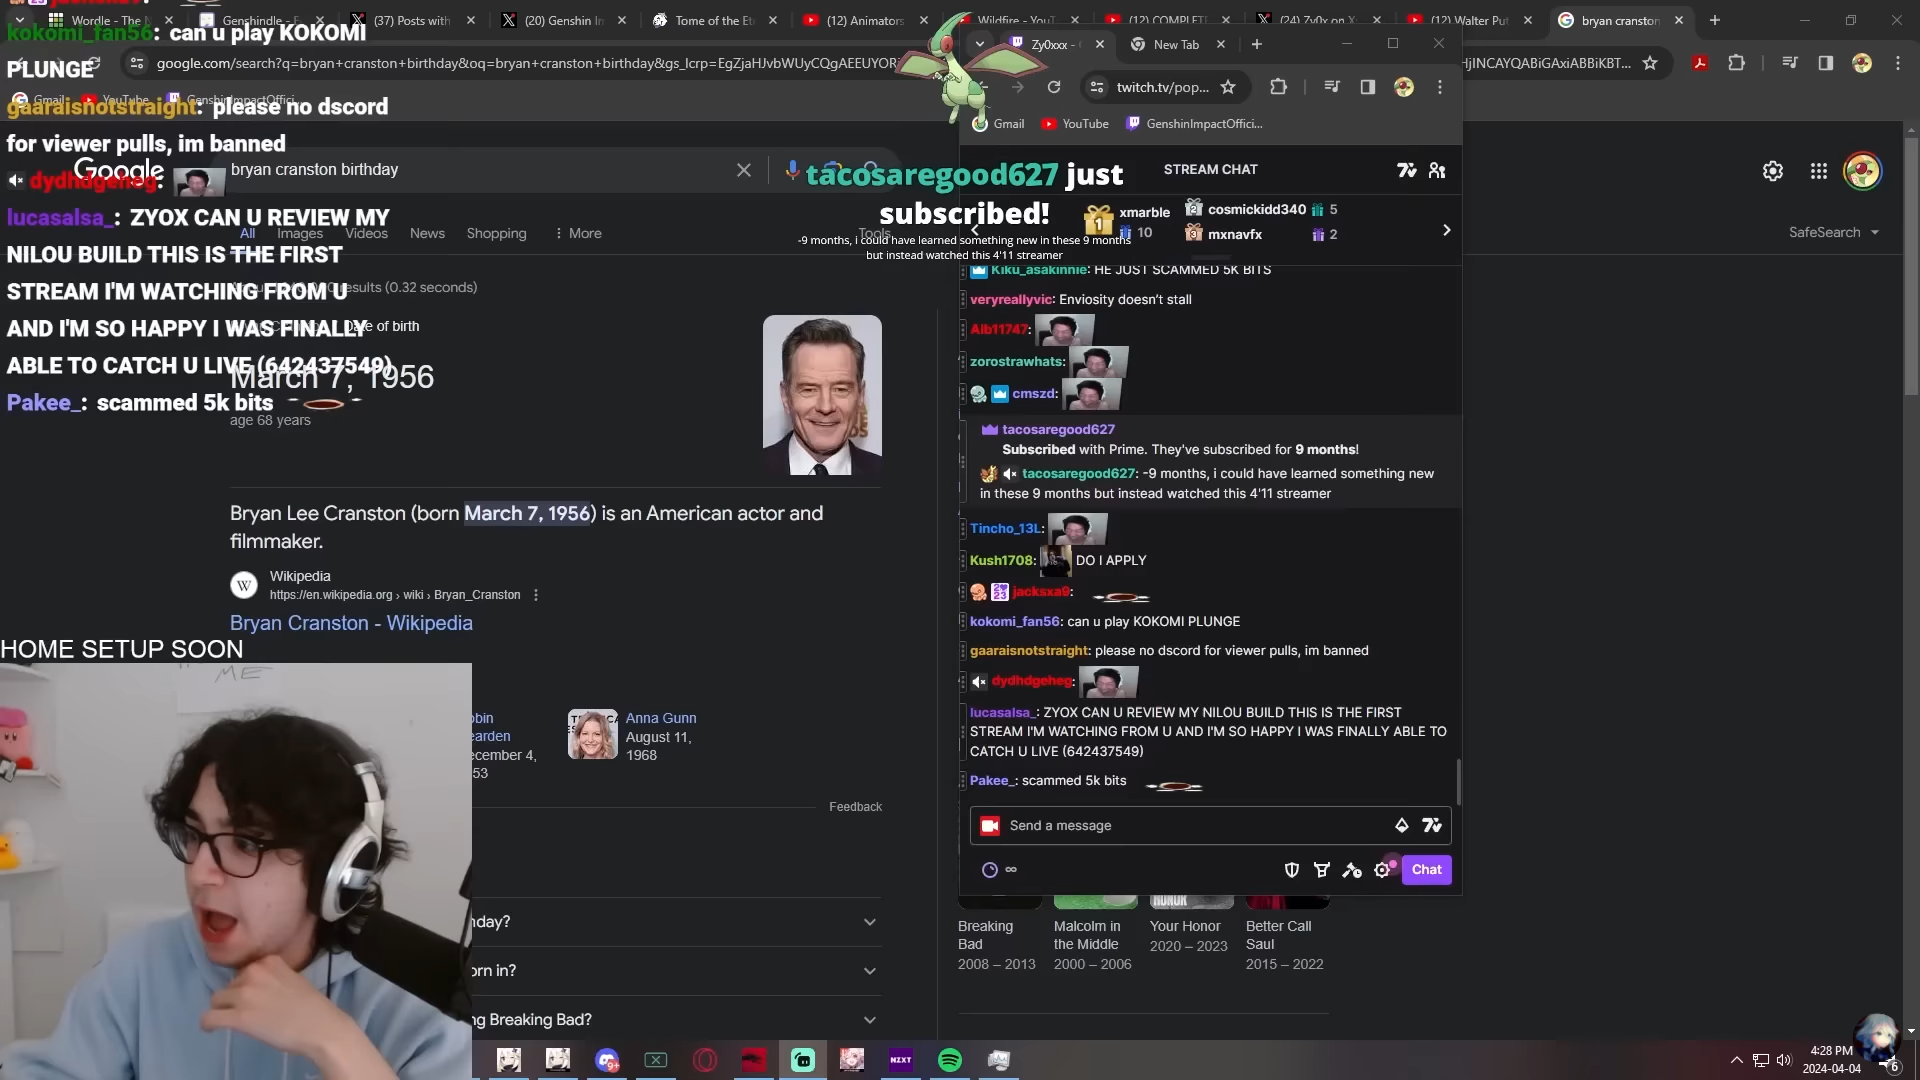 Wordle - The N
Genshindle - E
(37) Posts with
(20) Genshin Im
Tome of the Ete
(12) Animators
Wildfire - YouT
(12) COMPLETE
(24) Zy0x on X
(12) Walter Put
bryan cranston
google.com/search?q=bryan+cranston+birthday&oq=bryan+cranston+birthday&gs_lcrp=
Gmail
YouTube
GenshinImpactOffici...
kokomi_fan56: can u play KOKOMI
PLUNGE
gaaraisnotstraight: please no dscord
for viewer pulls, im banned
dydhdgeheg:
lucasalsa_: ZYOX CAN U REVIEW MY
NILOU BUILD THIS IS THE FIRST
STREAM I'M WATCHING FROM U
AND I'M SO HAPPY I WAS FINALLY
ABLE TO CATCH U LIVE (642437549)
Pakee_: scammed 5k bits
Google
bryan cranston birthday
All
Images
Videos
News
Shopping
More
Tools
SafeSearch
results (0.32 seconds)
Date of birth
March 7, 1956
age 68 years
Bryan Lee Cranston (born March 7, 1956) is an American actor and
filmmaker.
W
Wikipedia
https://en.wikipedia.org › wiki › Bryan_Cranston
Bryan Cranston - Wikipedia
HOME SETUP SOON
ME
obin
earden
ecember 4,
53
Anna Gunn
August 11,
1968
Feedback
hday?
orn in?
ng Breaking Bad?
tacosaregood627 just
subscribed!
-9 months, i could have learned something new in these 9 months
but instead watched this 4'11 streamer
Zy0xxx -
New Tab
twitch.tv/pop...
Gmail
YouTube
GenshinImpactOffici...
STREAM CHAT
1 xmarble
10
2 cosmickidd340 5
3 mxnavfx 2
Kiku_asakinnie: HE JUST SCAMMED 5K BITS
veryreallyvic: Enviosity doesn't stall
Alb11747:
zorostrawhats:
cmszd:
tacosaregood627
Subscribed with Prime. They've subscribed for 9 months!
tacosaregood627: -9 months, i could have learned something new
in these 9 months but instead watched this 4'11 streamer
Tincho_13L:
Kush1708: DO I APPLY
jacksxa9:
kokomi_fan56: can u play KOKOMI PLUNGE
gaaraisnotstraight: please no dscord for viewer pulls, im banned
dydhdgeheg:
lucasalsa_: ZYOX CAN U REVIEW MY NILOU BUILD THIS IS THE FIRST
STREAM I'M WATCHING FROM U AND I'M SO HAPPY I WAS FINALLY ABLE TO
CATCH U LIVE (642437549)
Pakee_: scammed 5k bits
Send a message
Chat
Breaking
Bad
2008 – 2013
Malcolm in
the Middle
2000 – 2006
Your Honor
2020 – 2023
Better Call
Saul
2015 – 2022
9+
NZXT
4:28 PM
2024-04-04
6